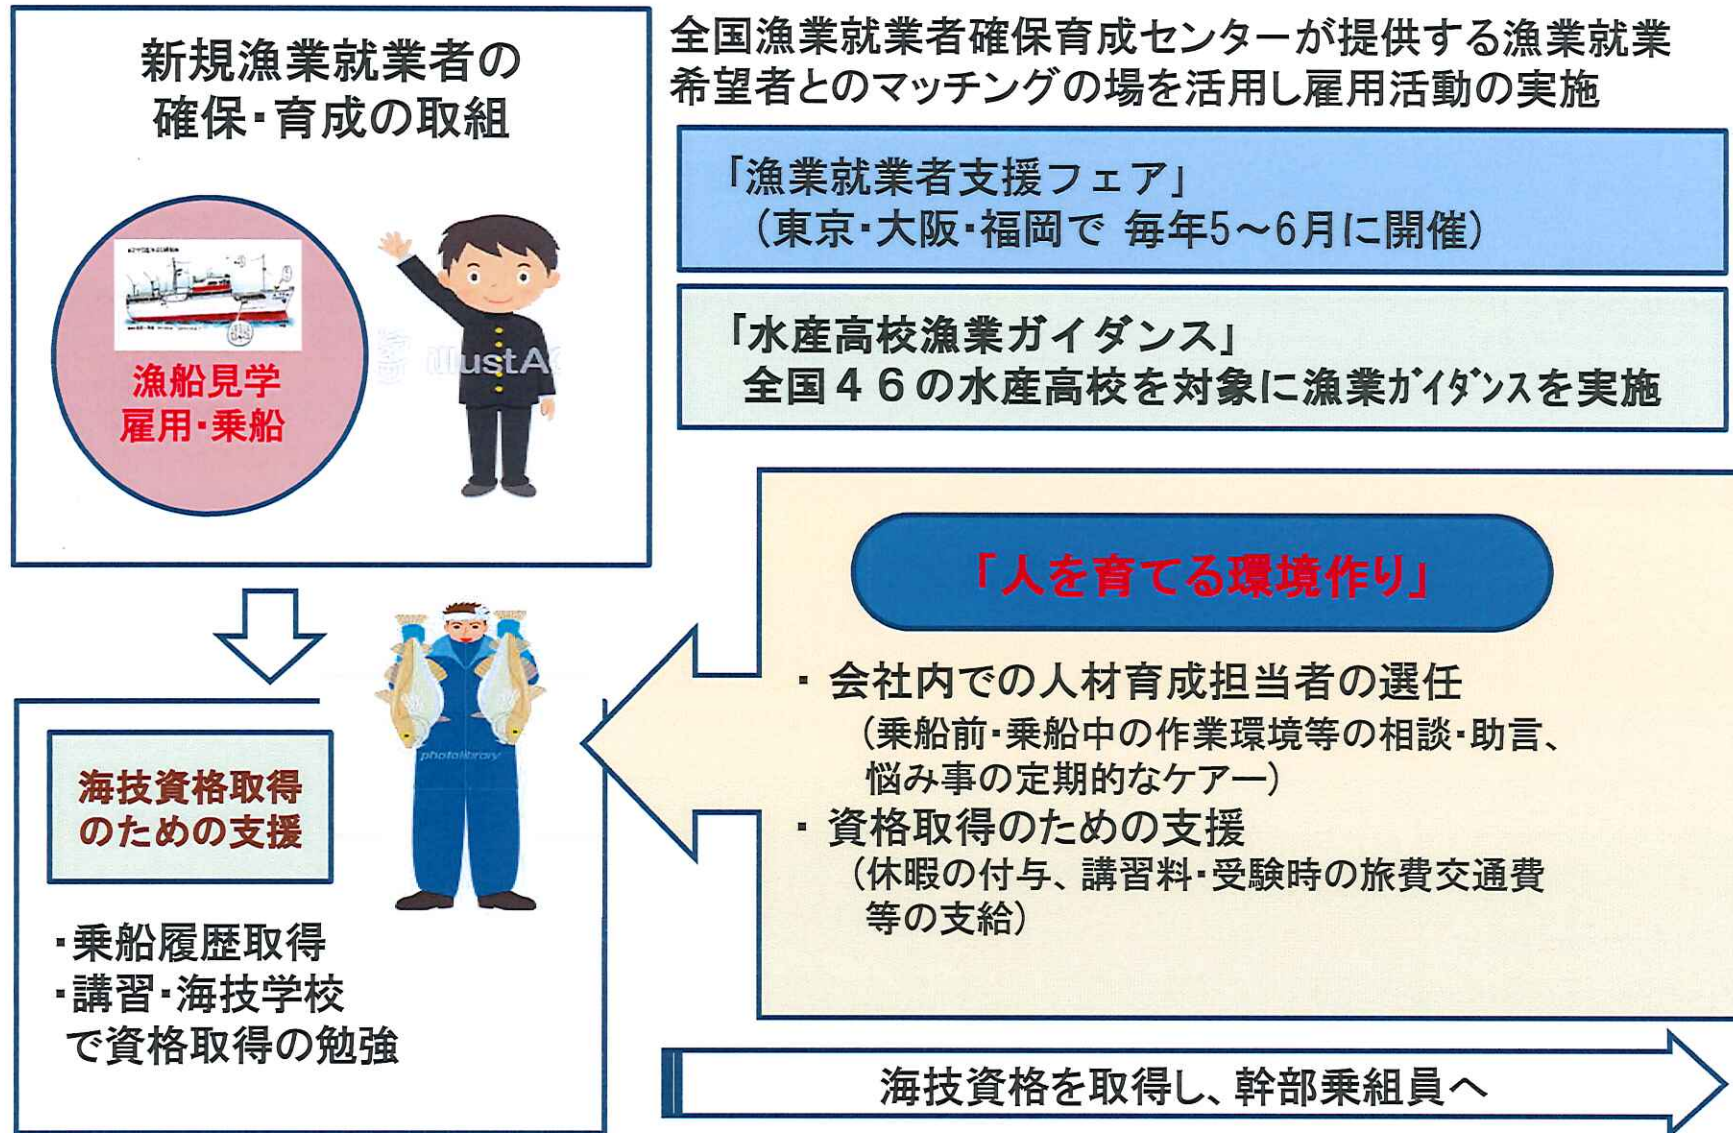 新規漁業就業者の
確保・育成の取組
漁船見学
雇用・乗船
illustAC
全国漁業就業者確保育成センターが提供する漁業就業
希望者とのマッチングの場を活用し雇用活動の実施
「漁業就業者支援フェア」
（東京・大阪・福岡で 毎年5～6月に開催）
「水産高校漁業ガイダンス」
全国４６の水産高校を対象に漁業ｶﾞｲﾀﾞﾝｽを実施
「人を育てる環境作り」
・ 会社内での人材育成担当者の選任
（乗船前・乗船中の作業環境等の相談・助言、
悩み事の定期的なケアー）
・ 資格取得のための支援
（休暇の付与、講習料・受験時の旅費交通費
等の支給）
photolibrary
海技資格取得
のための支援
・乗船履歴取得
・講習・海技学校
で資格取得の勉強
海技資格を取得し、幹部乗組員へ